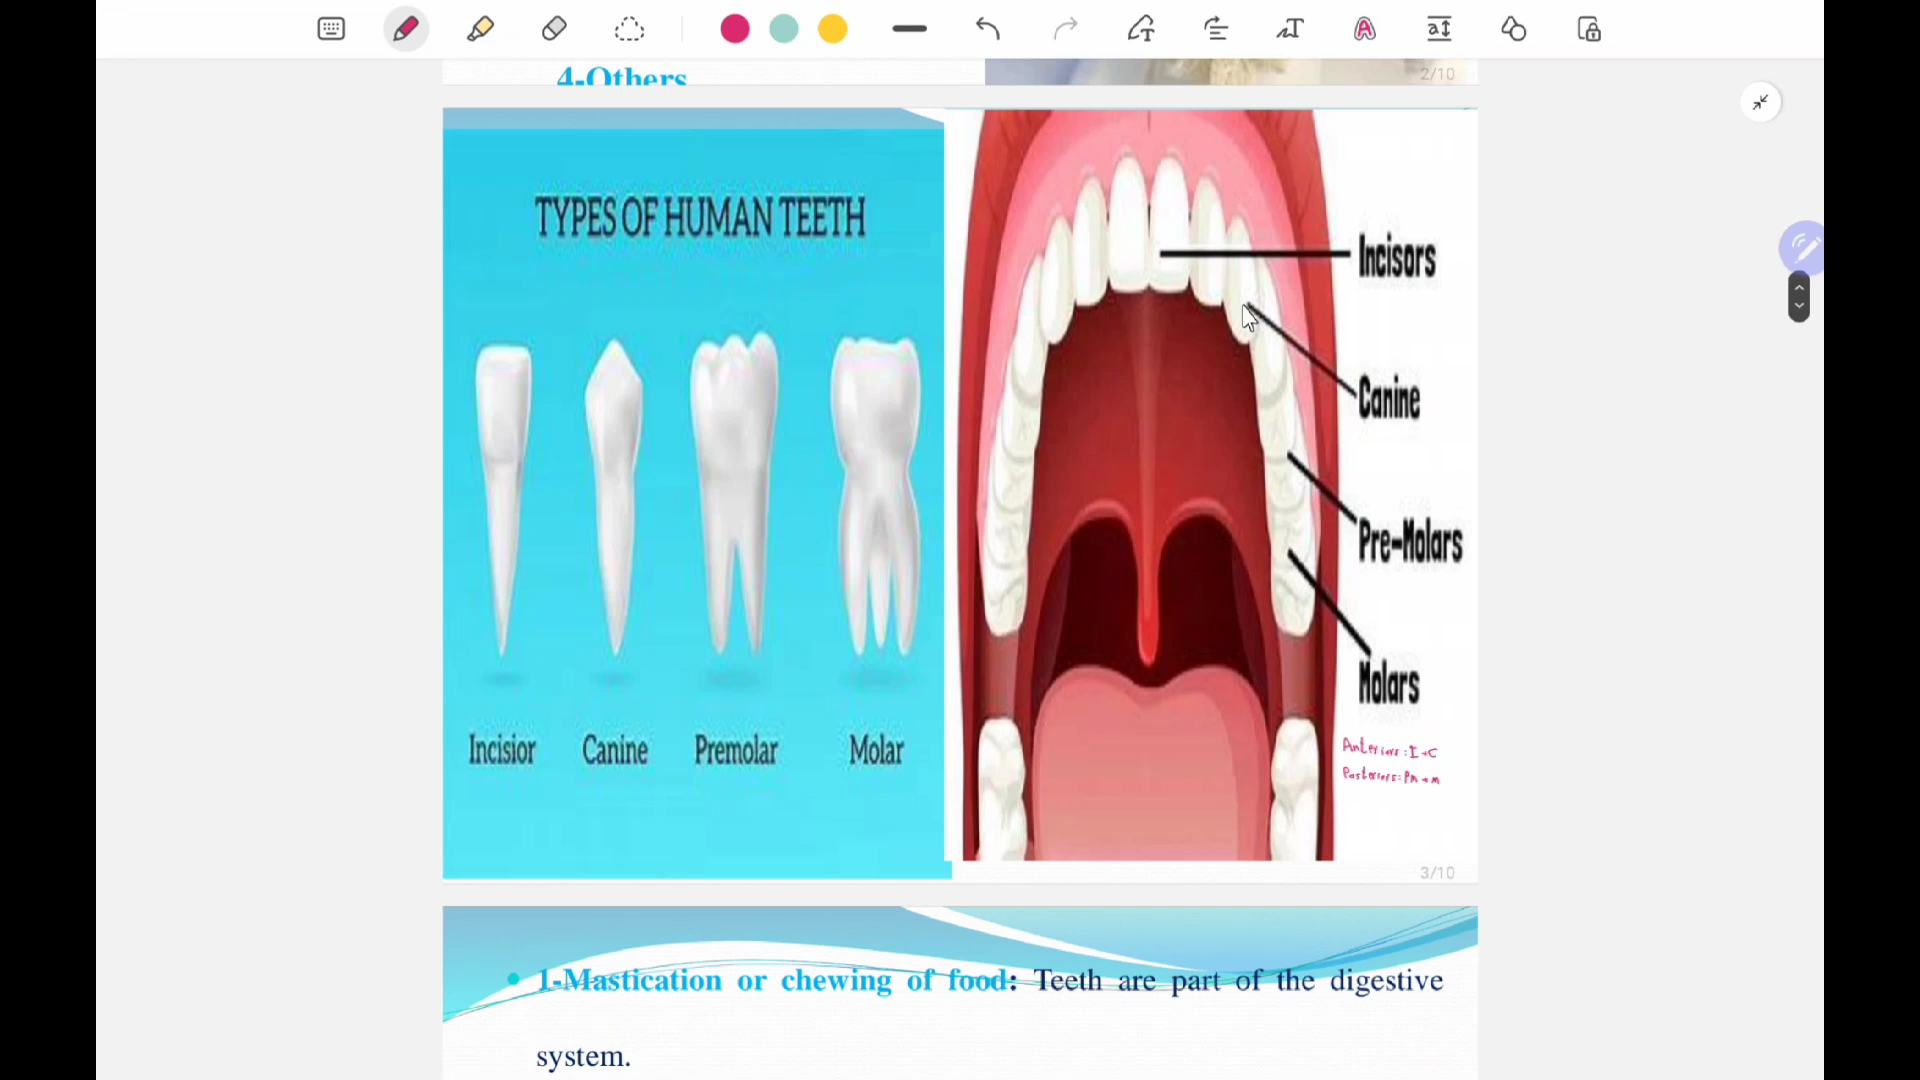 4-Others
2/10
TYPES OF HUMAN TEETH
Incisior
Canine
Premolar
Molar
Incisors
Canine
Pre-Molars
Molars
Anteriors: I + C
Posteriors: Pm + m
3/10
1-Mastication or chewing of food: Teeth are part of the digestive
system.